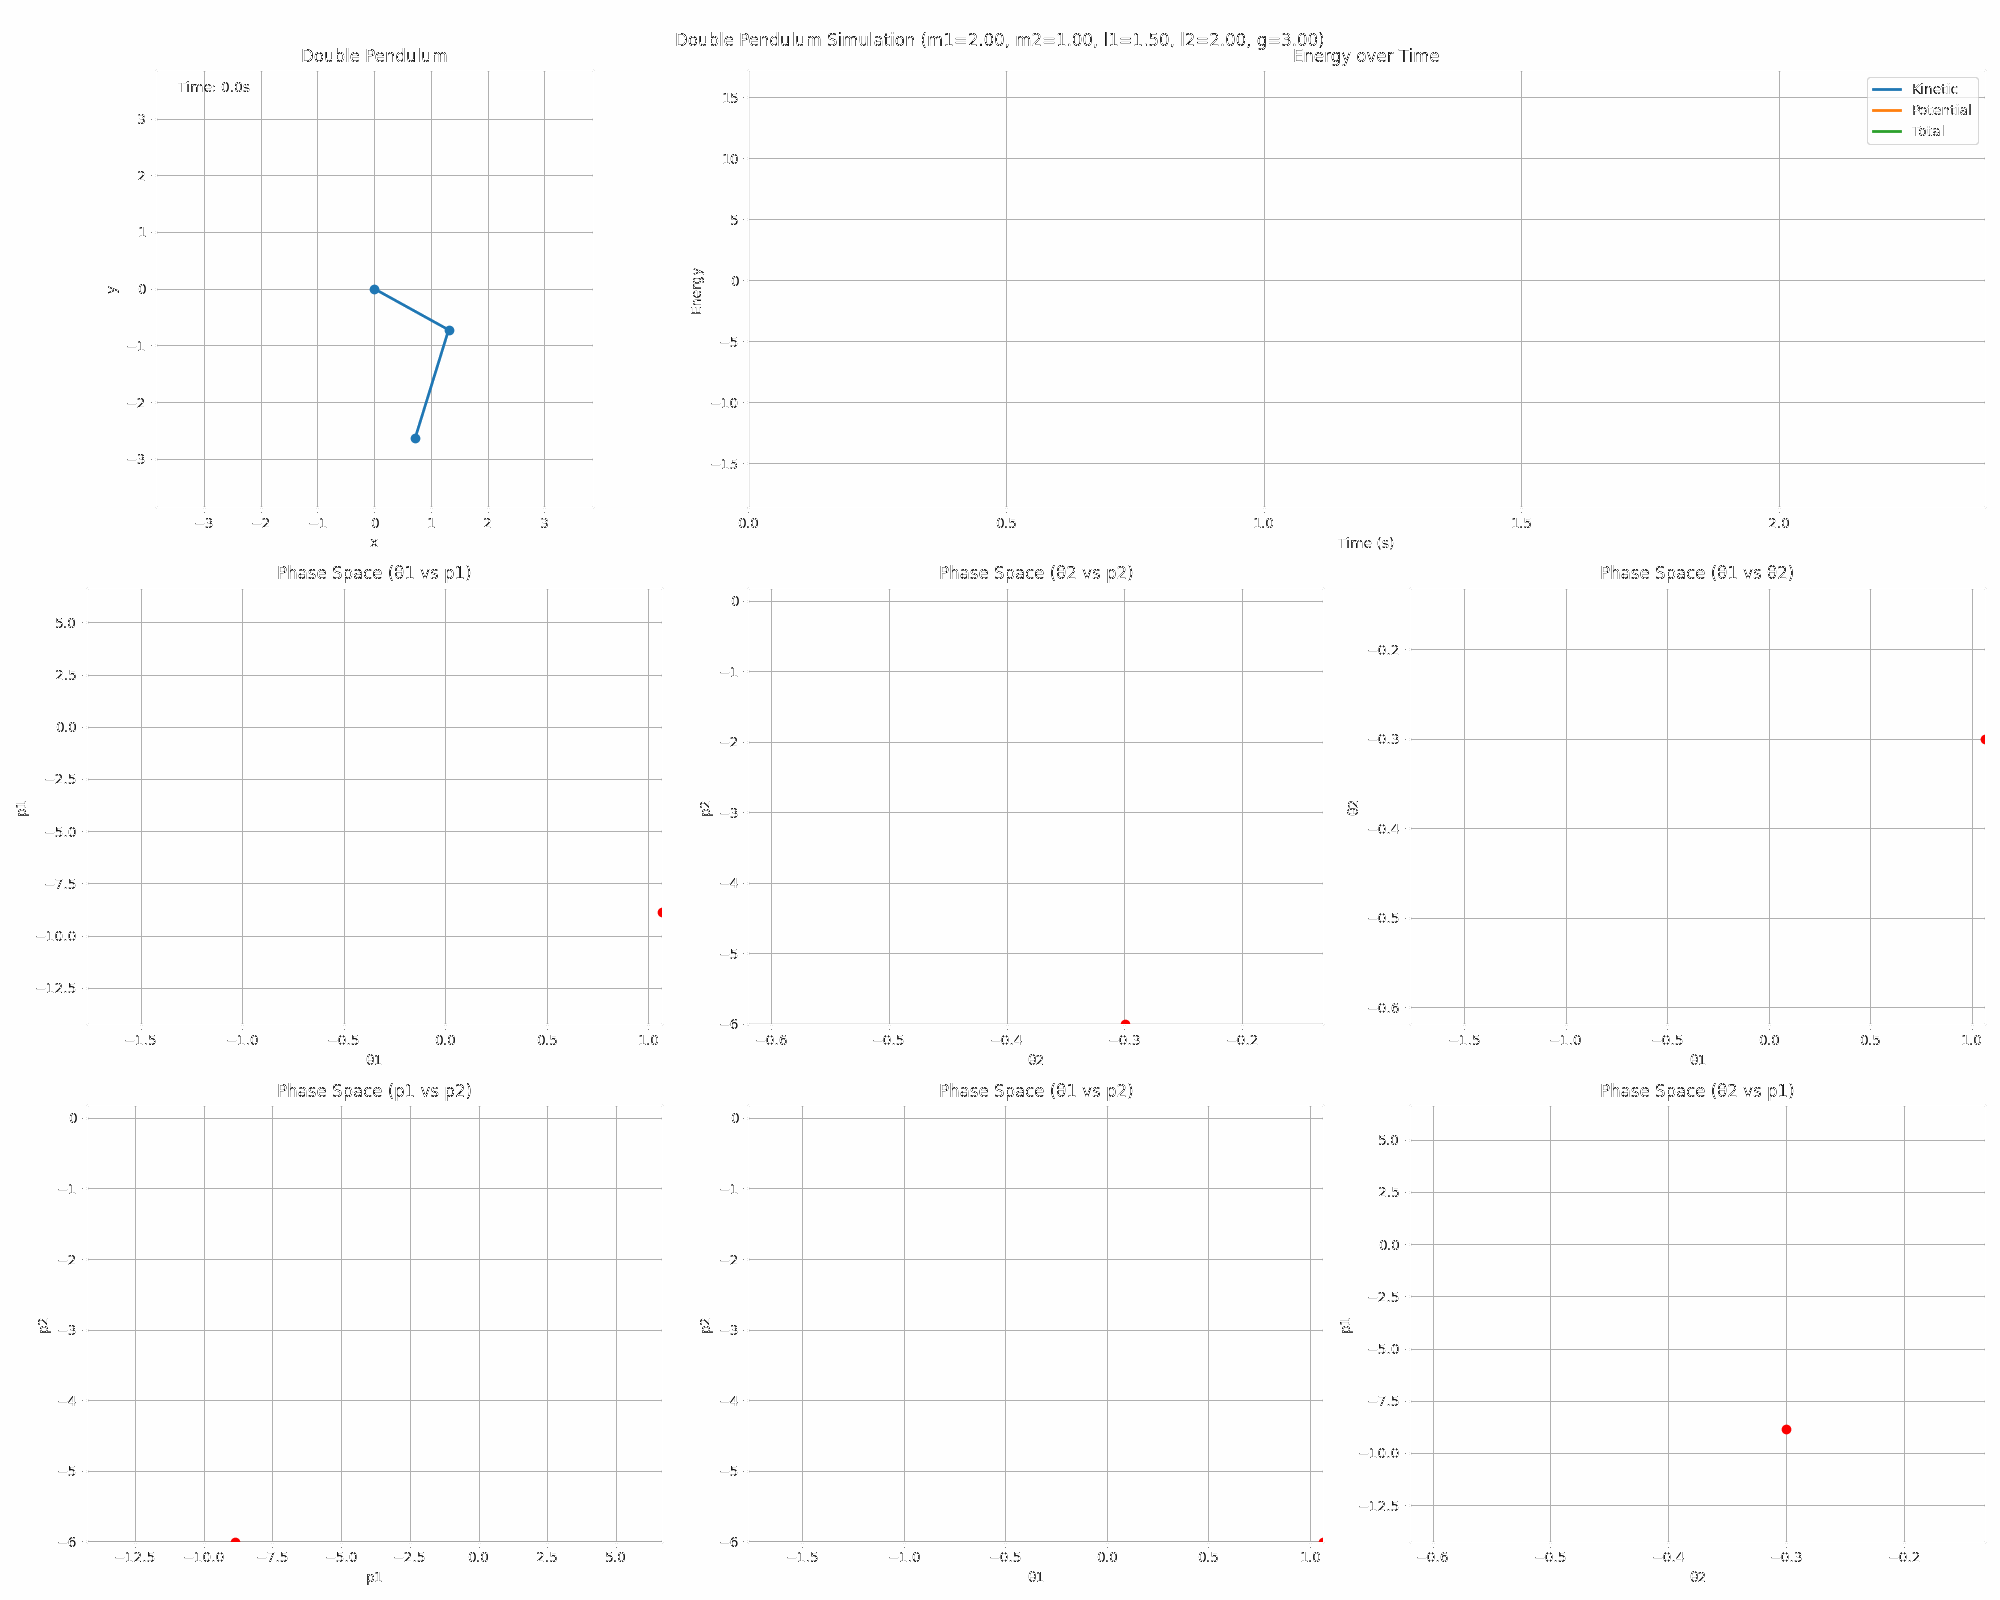 Double Pendulum Simulation (m1=2.00, m2=1.00, l1=1.50, l2=2.00, g=3.00)
Double Pendulum
Time: 0.0s
3
2
1
0
−1
−2
−3
y
−3 −2 −1 0 1 2 3
x
Energy over Time
Kinetic
Potential
Total
15
10
5
0
−5
−10
−15
Energy
0.0 0.5 1.0 1.5 2.0
Time (s)
Phase Space (θ1 vs p1)
5.0
2.5
0.0
−2.5
−5.0
−7.5
−10.0
−12.5
p1
−1.5 −1.0 −0.5 0.0 0.5 1.0
θ1
Phase Space (θ2 vs p2)
0
−1
−2
−3
−4
−5
−6
p2
−0.6 −0.5 −0.4 −0.3 −0.2
θ2
Phase Space (θ1 vs θ2)
−0.2
−0.3
−0.4
−0.5
−0.6
θ2
−1.5 −1.0 −0.5 0.0 0.5 1.0
θ1
Phase Space (p1 vs p2)
0
−1
−2
−3
−4
−5
−6
p2
−12.5 −10.0 −7.5 −5.0 −2.5 0.0 2.5 5.0
p1
Phase Space (θ1 vs p2)
0
−1
−2
−3
−4
−5
−6
p2
−1.5 −1.0 −0.5 0.0 0.5 1.0
θ1
Phase Space (θ2 vs p1)
5.0
2.5
0.0
−2.5
−5.0
−7.5
−10.0
−12.5
p1
−0.6 −0.5 −0.4 −0.3 −0.2
θ2